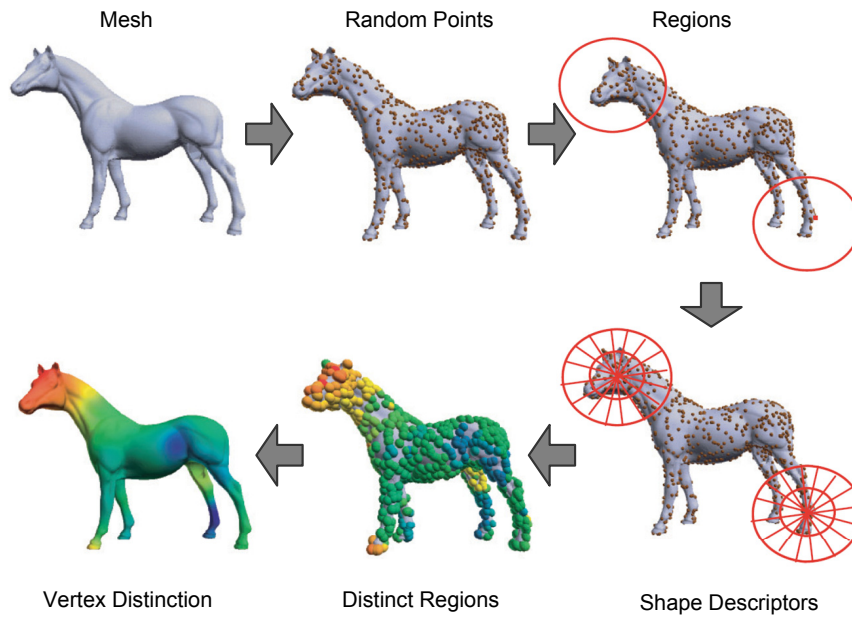 Mesh
Random Points
Regions
Vertex Distinction
Distinct Regions
Shape Descriptors